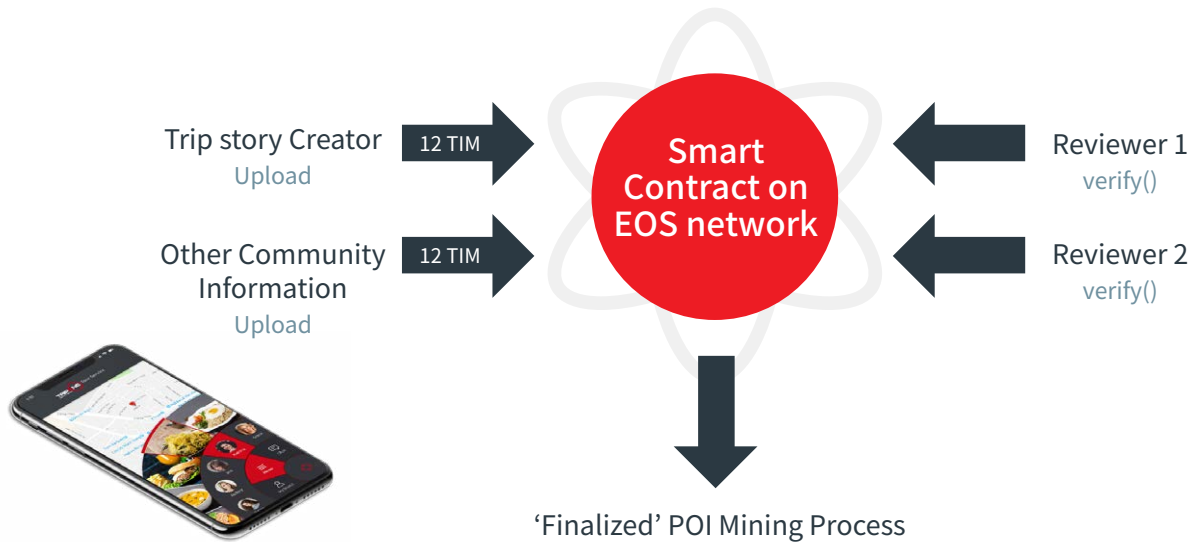 Trip story Creator
Upload
12 TIM
Other Community
Information
Upload
12 TIM
Smart
Contract on
EOS network
Reviewer 1
verify()
Reviewer 2
verify()
‘Finalized’ POI Mining Process